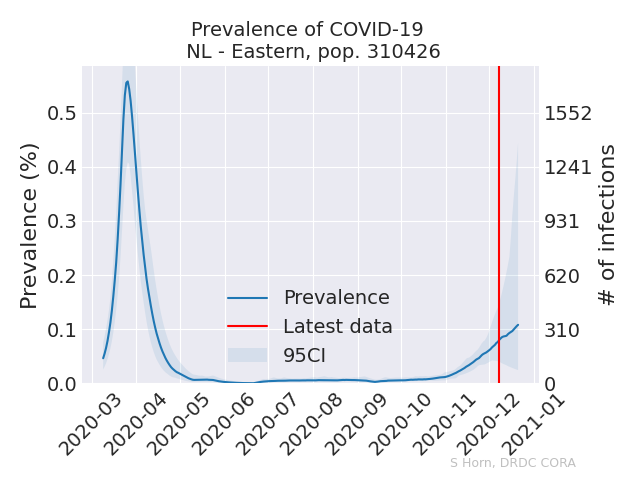 Prevalence of COVID-19
NL - Eastern, pop. 310426
Prevalence (%)
0.5
0.4
0.3
0.2
0.1
0.0
1552
1241
931
620
310
0
# of infections
Prevalence
Latest data
95CI
2020-03
2020-04
2020-05
2020-06
2020-07
2020-08
2020-09
2020-10
2020-11
2020-12
2021-01
S Horn, DRDC CORA